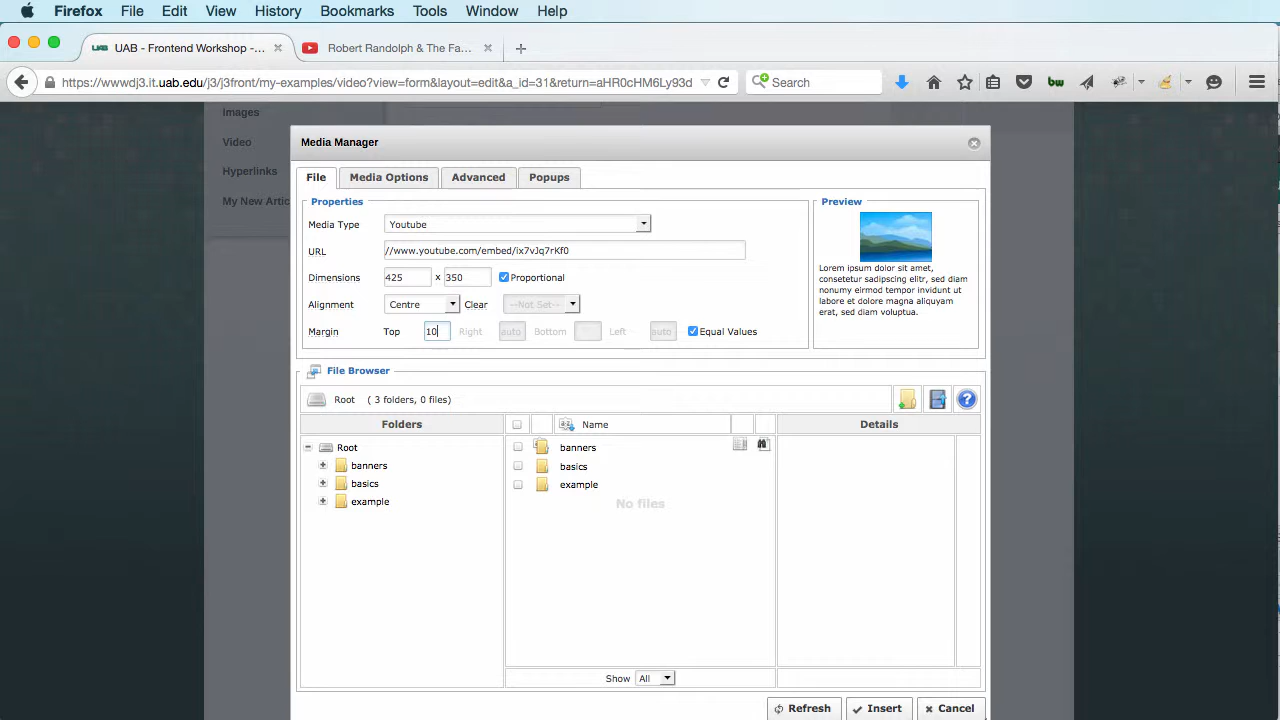 Firefox File Edit View History Bookmarks Tools Window Help
UAB - Frontend Workshop -... Robert Randolph & The Fa...
https://wwwdj3.it.uab.edu/j3/j3front/my-examples/video?view=form&layout=edit&a_id=31&return=aHR0cHM6Ly93d Search bw
Images
Video
Hyperlinks
My New Artic
Media Manager
File Media Options Advanced Popups
Properties
Media Type Youtube
URL //www.youtube.com/embed/ix7vJq7rKf0
Dimensions 425 x 350 Proportional
Alignment Centre Clear --Not Set--
Margin Top 10 Right auto Bottom Left auto Equal Values
Preview
Lorem ipsum dolor sit amet,
consetetur sadipscing elitr, sed diam
nonumy eirmod tempor invidunt ut
labore et dolore magna aliquyam
erat, sed diam voluptua.
File Browser
Root ( 3 folders, 0 files) ?
Folders Name Details
Root
banners
basics
example
banners
basics
example
No files
Show All
Refresh Insert Cancel